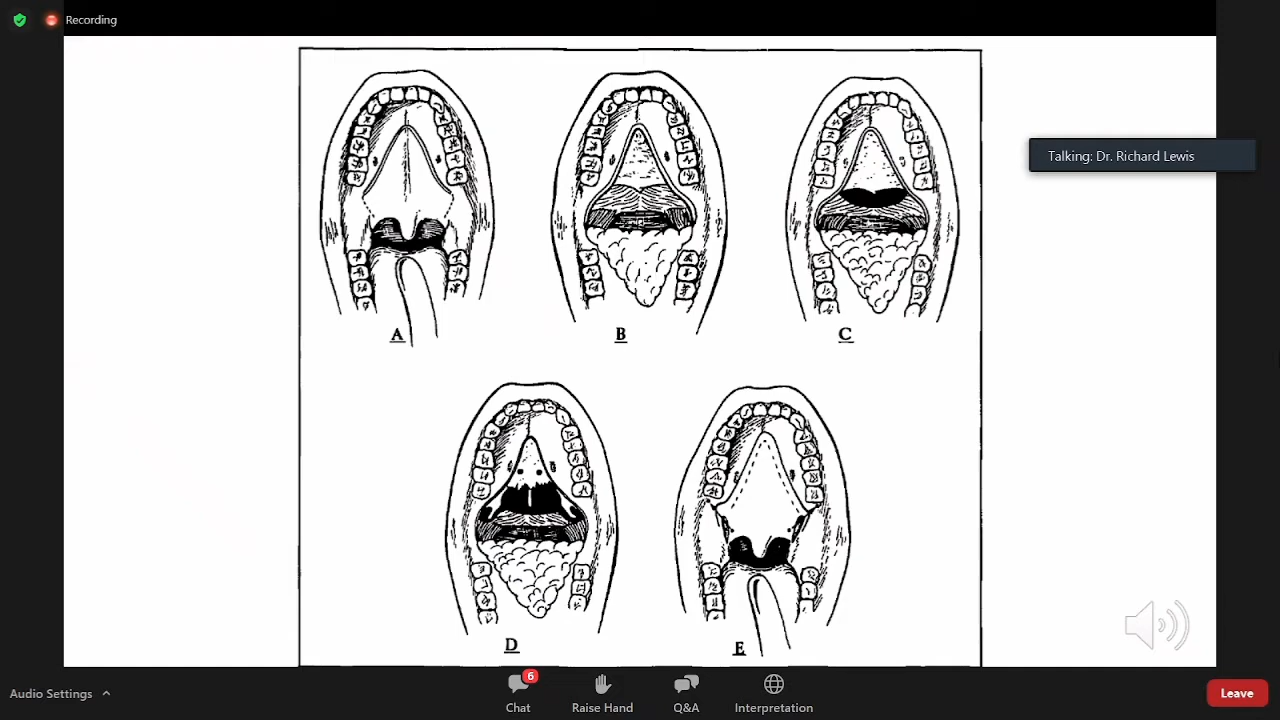 Recording
Talking: Dr. Richard Lewis
A
B
C
D
E
Audio Settings
6
Chat
Raise Hand
Q&A
Interpretation
Leave